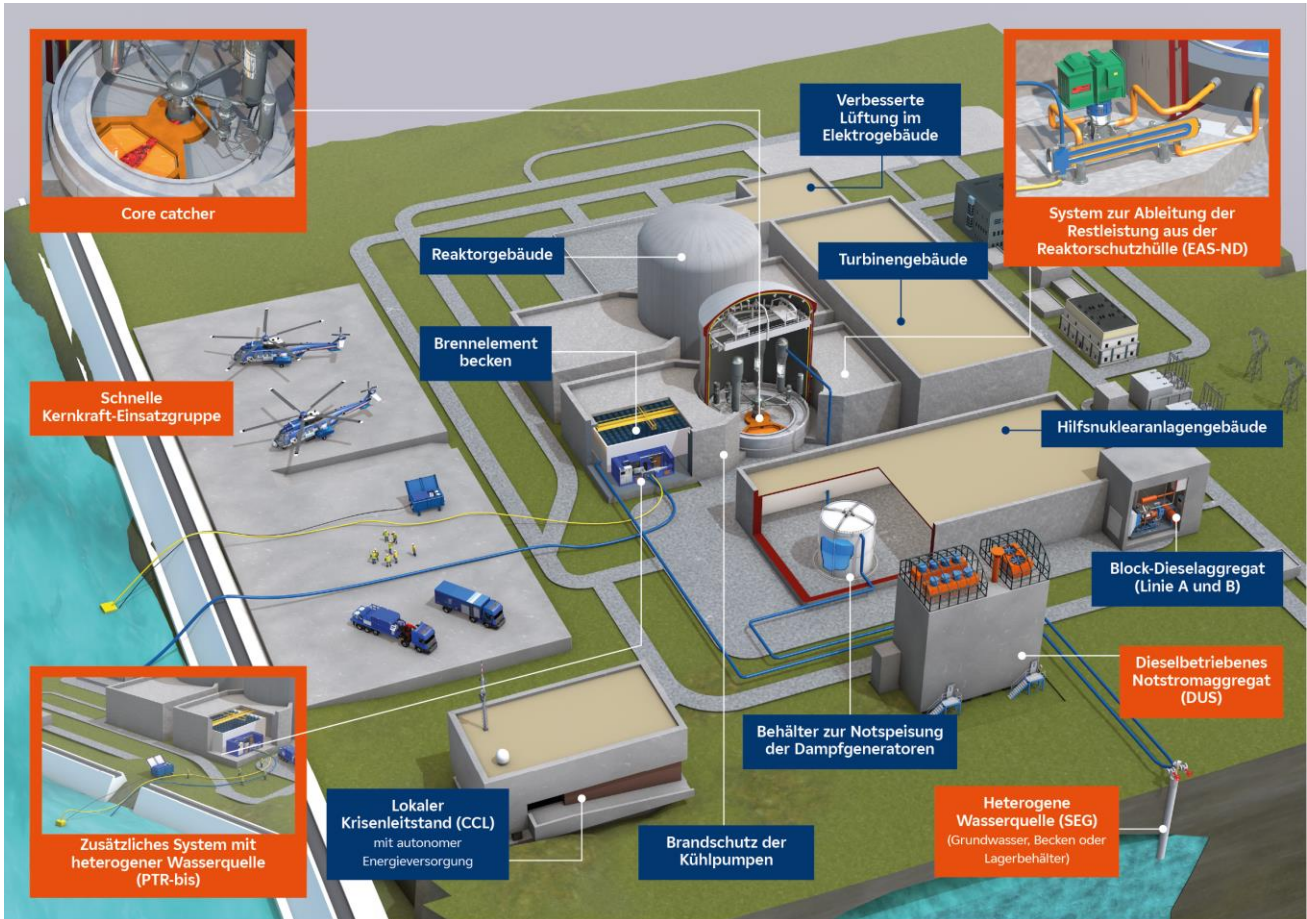 Core catcher
Verbesserte
Lüftung im
Elektrogebäude
System zur Ableitung der
Restleistung aus der
Reaktorschutzhülle (EAS-ND)
Reaktorgebäude
Turbinengebäude
Brennelement
becken
Schnelle
Kernkraft-Einsatzgruppe
Hilfsnuklearanlagengebäude
Block-Dieselaggregat
(Linie A und B)
Dieselbetriebenes
Notstromaggregat
(DUS)
Behälter zur Notspeisung
der Dampfgeneratoren
Zusätzliches System mit
heterogener Wasserquelle
(PTR-bis)
Lokaler
Krisenleitstand (CCL)
mit autonomer
Energieversorgung
Brandschutz der
Kühlpumpen
Heterogene
Wasserquelle (SEG)
(Grundwasser, Becken oder
Lagerbehälter)